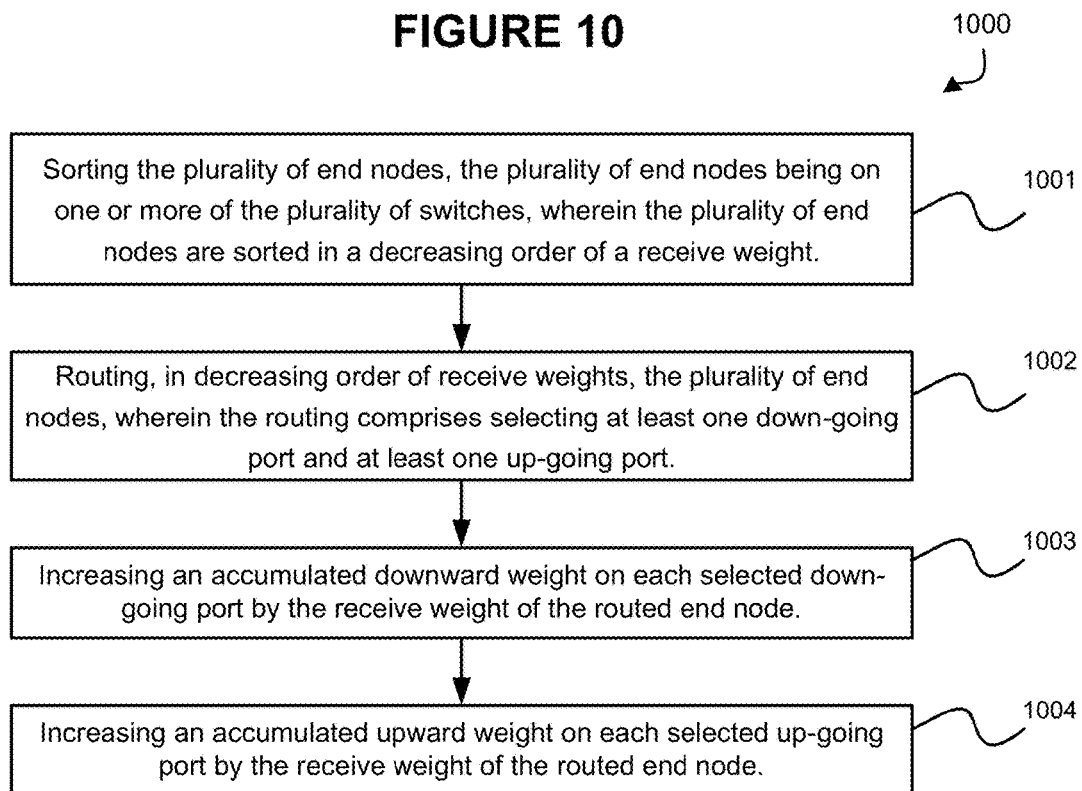 FIGURE 10
1000
Sorting the plurality of end nodes, the plurality of end nodes being on
one or more of the plurality of switches, wherein the plurality of end
nodes are sorted in a decreasing order of a receive weight.
1001
Routing, in decreasing order of receive weights, the plurality of end
nodes, wherein the routing comprises selecting at least one down-going
port and at least one up-going port.
1002
Increasing an accumulated downward weight on each selected down-
going port by the receive weight of the routed end node.
1003
Increasing an accumulated upward weight on each selected up-going
port by the receive weight of the routed end node.
1004